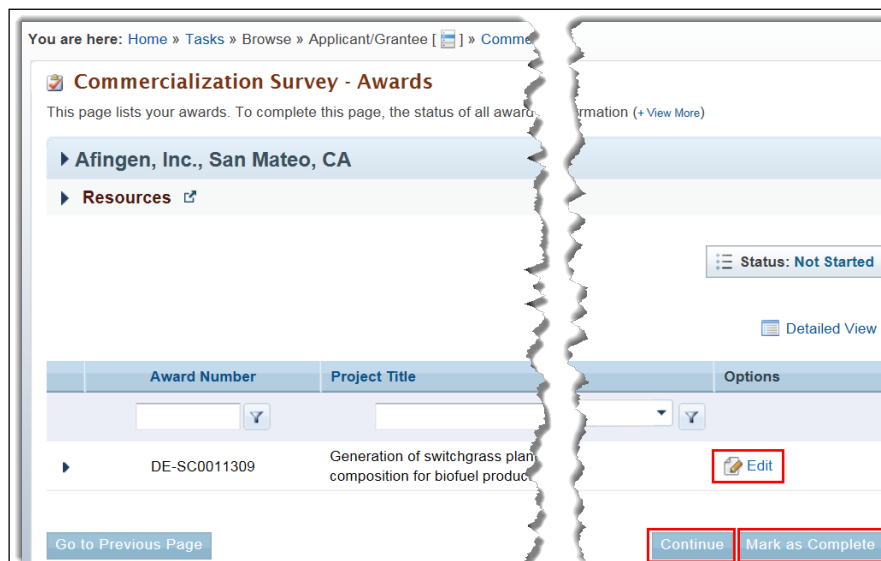 You are here: Home » Tasks » Browse » Applicant/Grantee [ ] » Comme
Commercialization Survey - Awards
This page lists your awards. To complete this page, the status of all award rmation (+ View More)
Afingen, Inc., San Mateo, CA
Resources
Status: Not Started
Detailed View
Award Number Project Title Options
DE-SC0011309 Generation of switchgrass plan Edit
composition for biofuel produc
Go to Previous Page Continue Mark as Complete